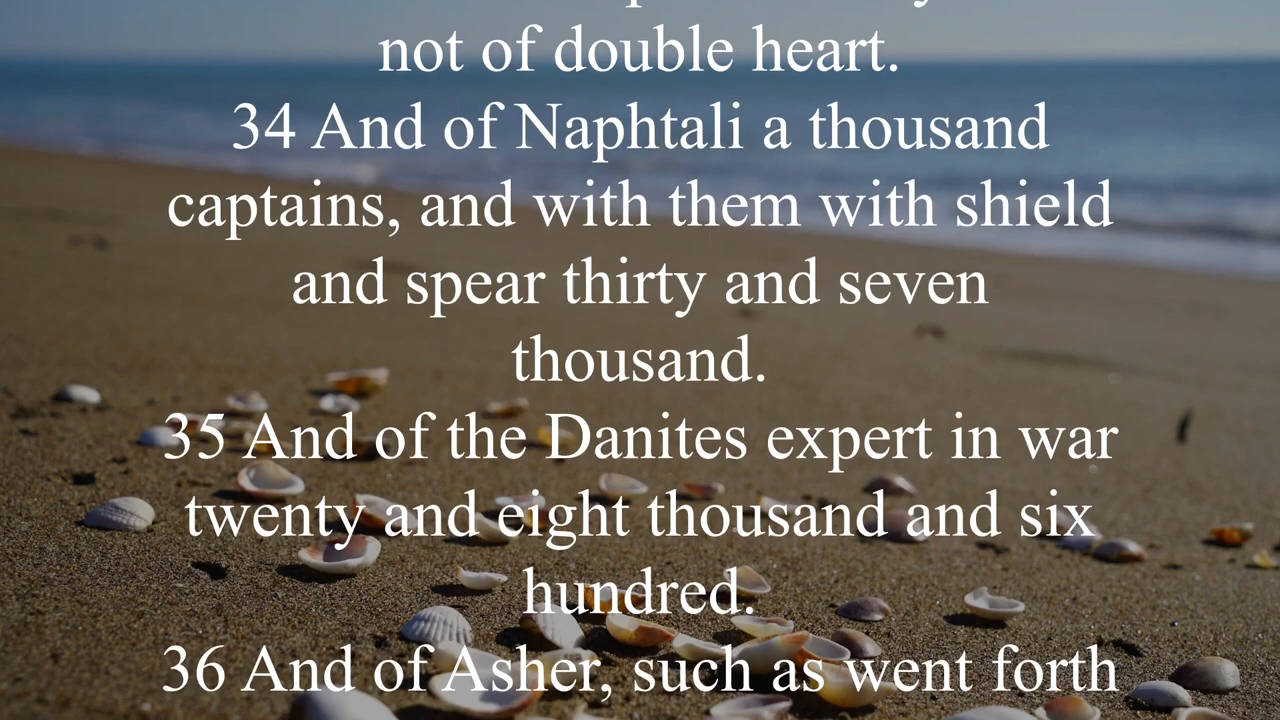 not of double heart.
34 And of Naphtali a thousand
captains, and with them with shield
and spear thirty and seven
thousand.
35 And of the Danites expert in war
twenty and eight thousand and six
hundred.
36 And of Asher, such as went forth